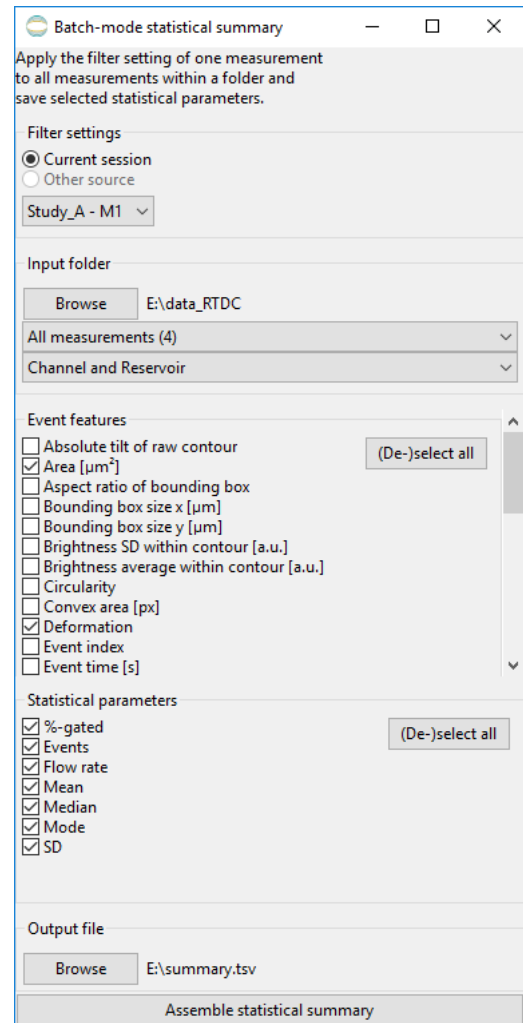 Batch-mode statistical summary
Apply the filter setting of one measurement
to all measurements within a folder and
save selected statistical parameters.
Filter settings
Current session
Other source
Study_A - M1
Input folder
Browse E:\data_RTDC
All measurements (4)
Channel and Reservoir
Event features
Absolute tilt of raw contour
(De-)select all
Area [µm²]
Aspect ratio of bounding box
Bounding box size x [µm]
Bounding box size y [µm]
Brightness SD within contour [a.u.]
Brightness average within contour [a.u.]
Circularity
Convex area [px]
Deformation
Event index
Event time [s]
Statistical parameters
%-gated
(De-)select all
Events
Flow rate
Mean
Median
Mode
SD
Output file
Browse E:\summary.tsv
Assemble statistical summary